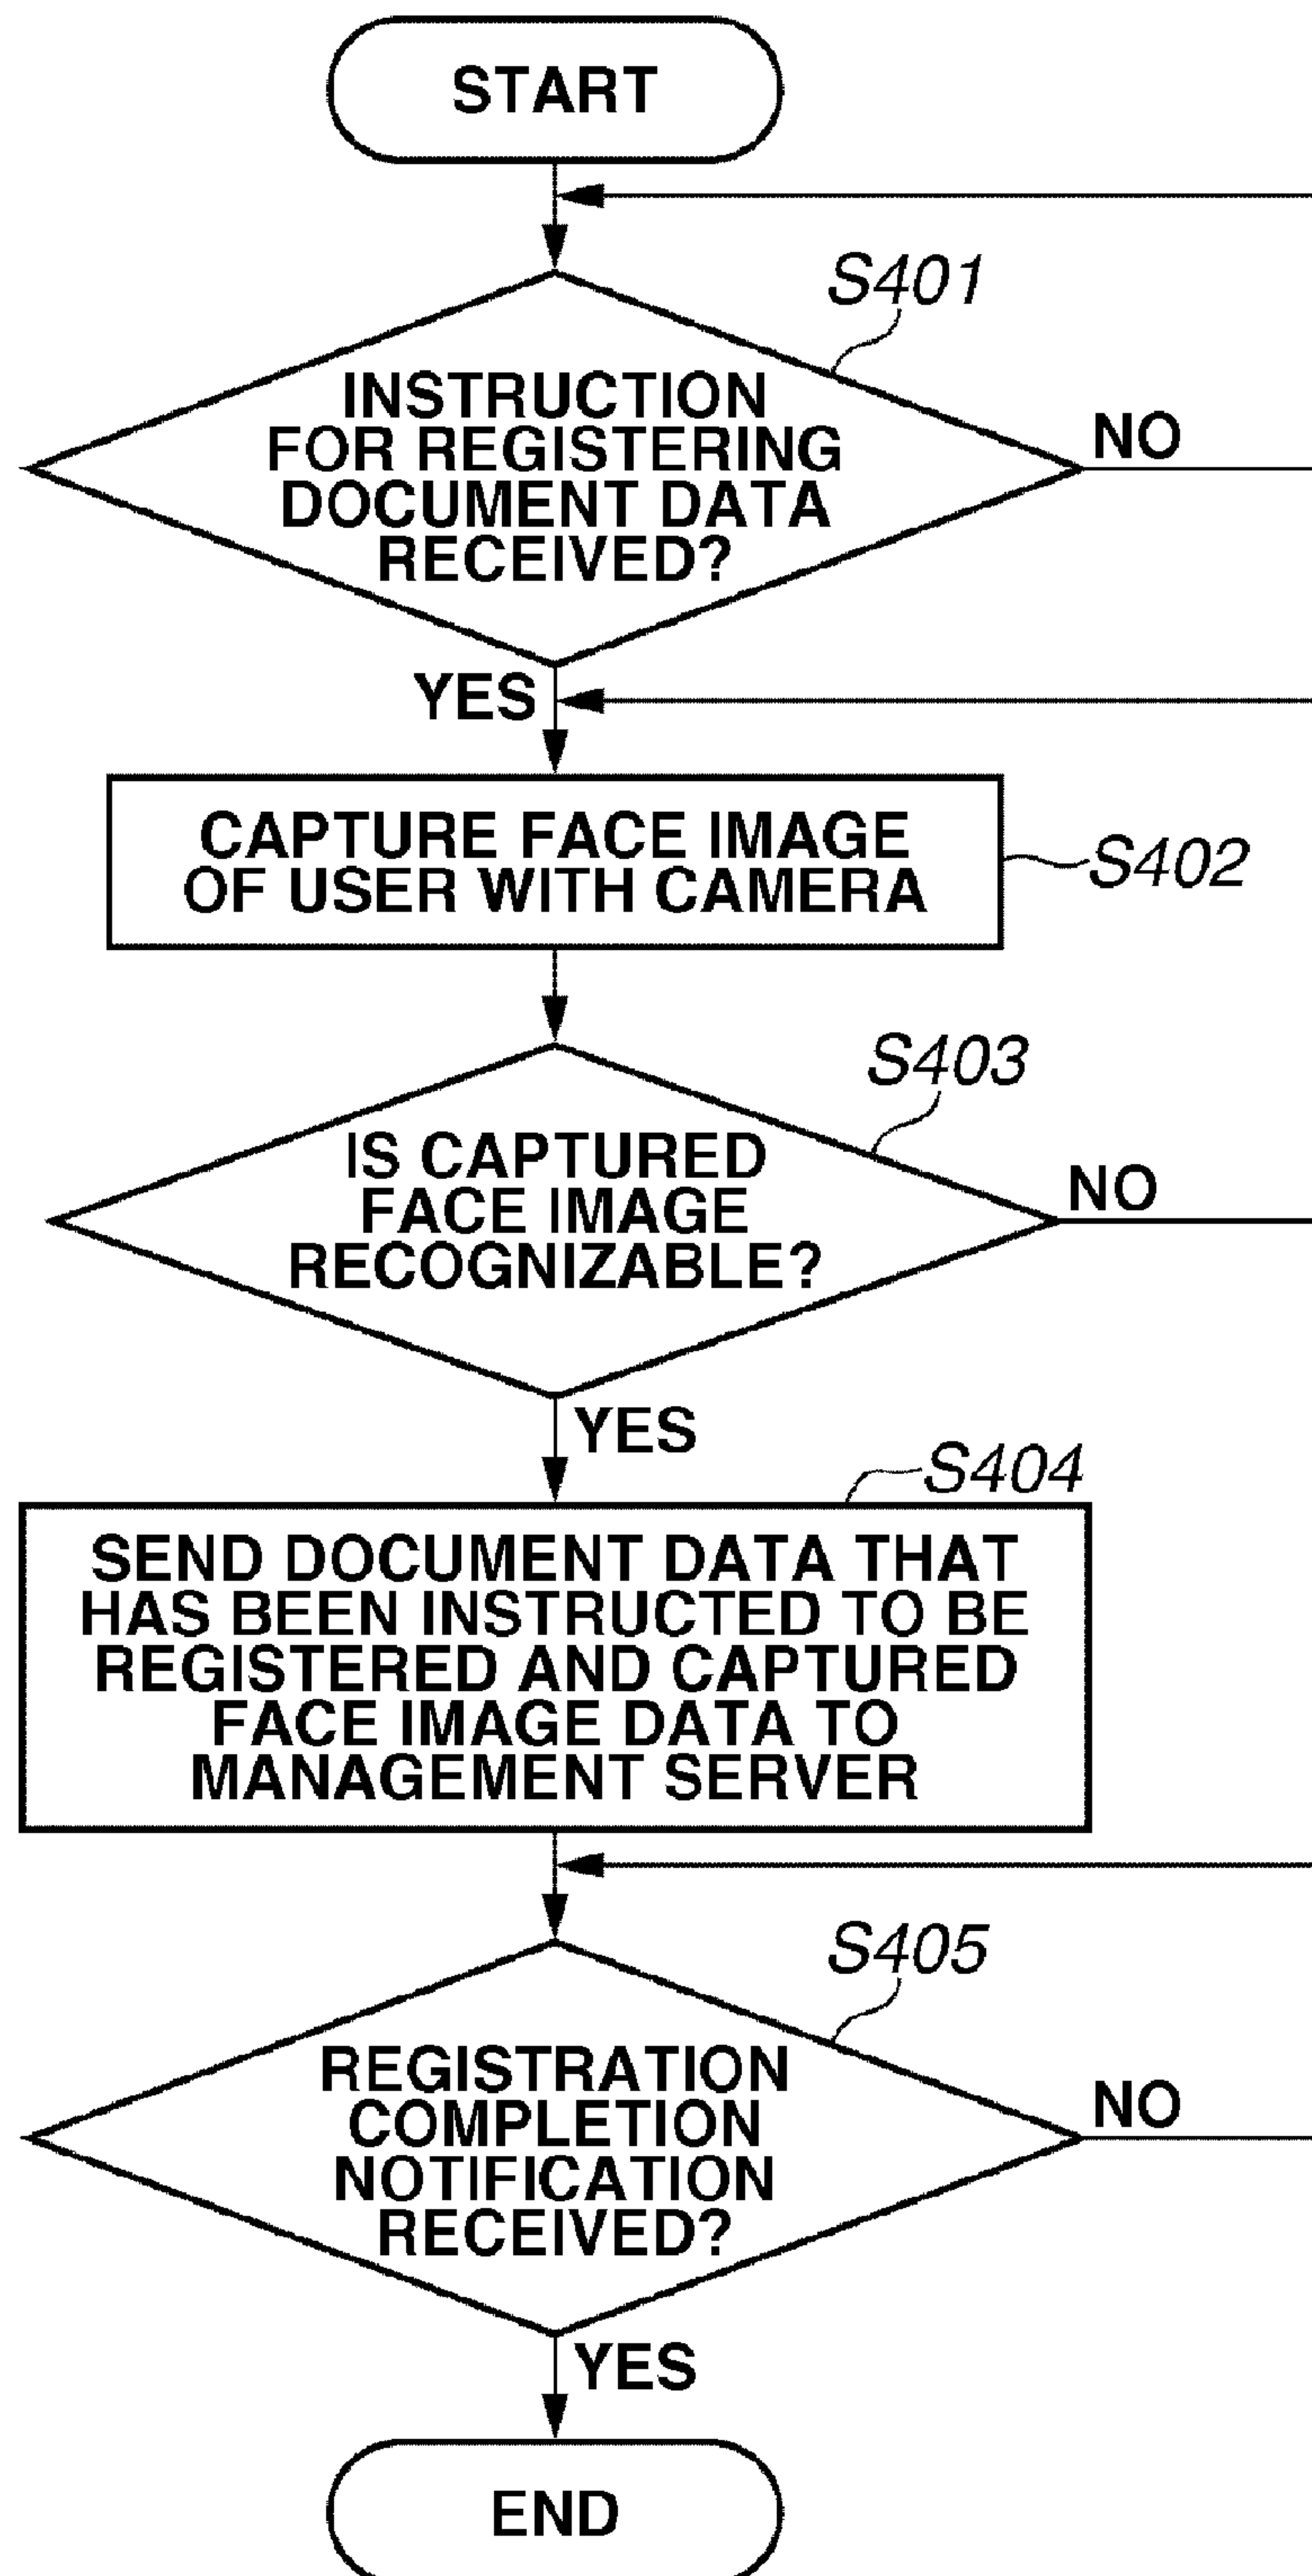 START
S401
INSTRUCTION
FOR REGISTERING
DOCUMENT DATA
RECEIVED?
NO
YES
CAPTURE FACE IMAGE
OF USER WITH CAMERA
S402
S403
IS CAPTURED
FACE IMAGE
RECOGNIZABLE?
NO
YES
S404
SEND DOCUMENT DATA THAT
HAS BEEN INSTRUCTED TO BE
REGISTERED AND CAPTURED
FACE IMAGE DATA TO
MANAGEMENT SERVER
S405
REGISTRATION
COMPLETION
NOTIFICATION
RECEIVED?
NO
YES
END